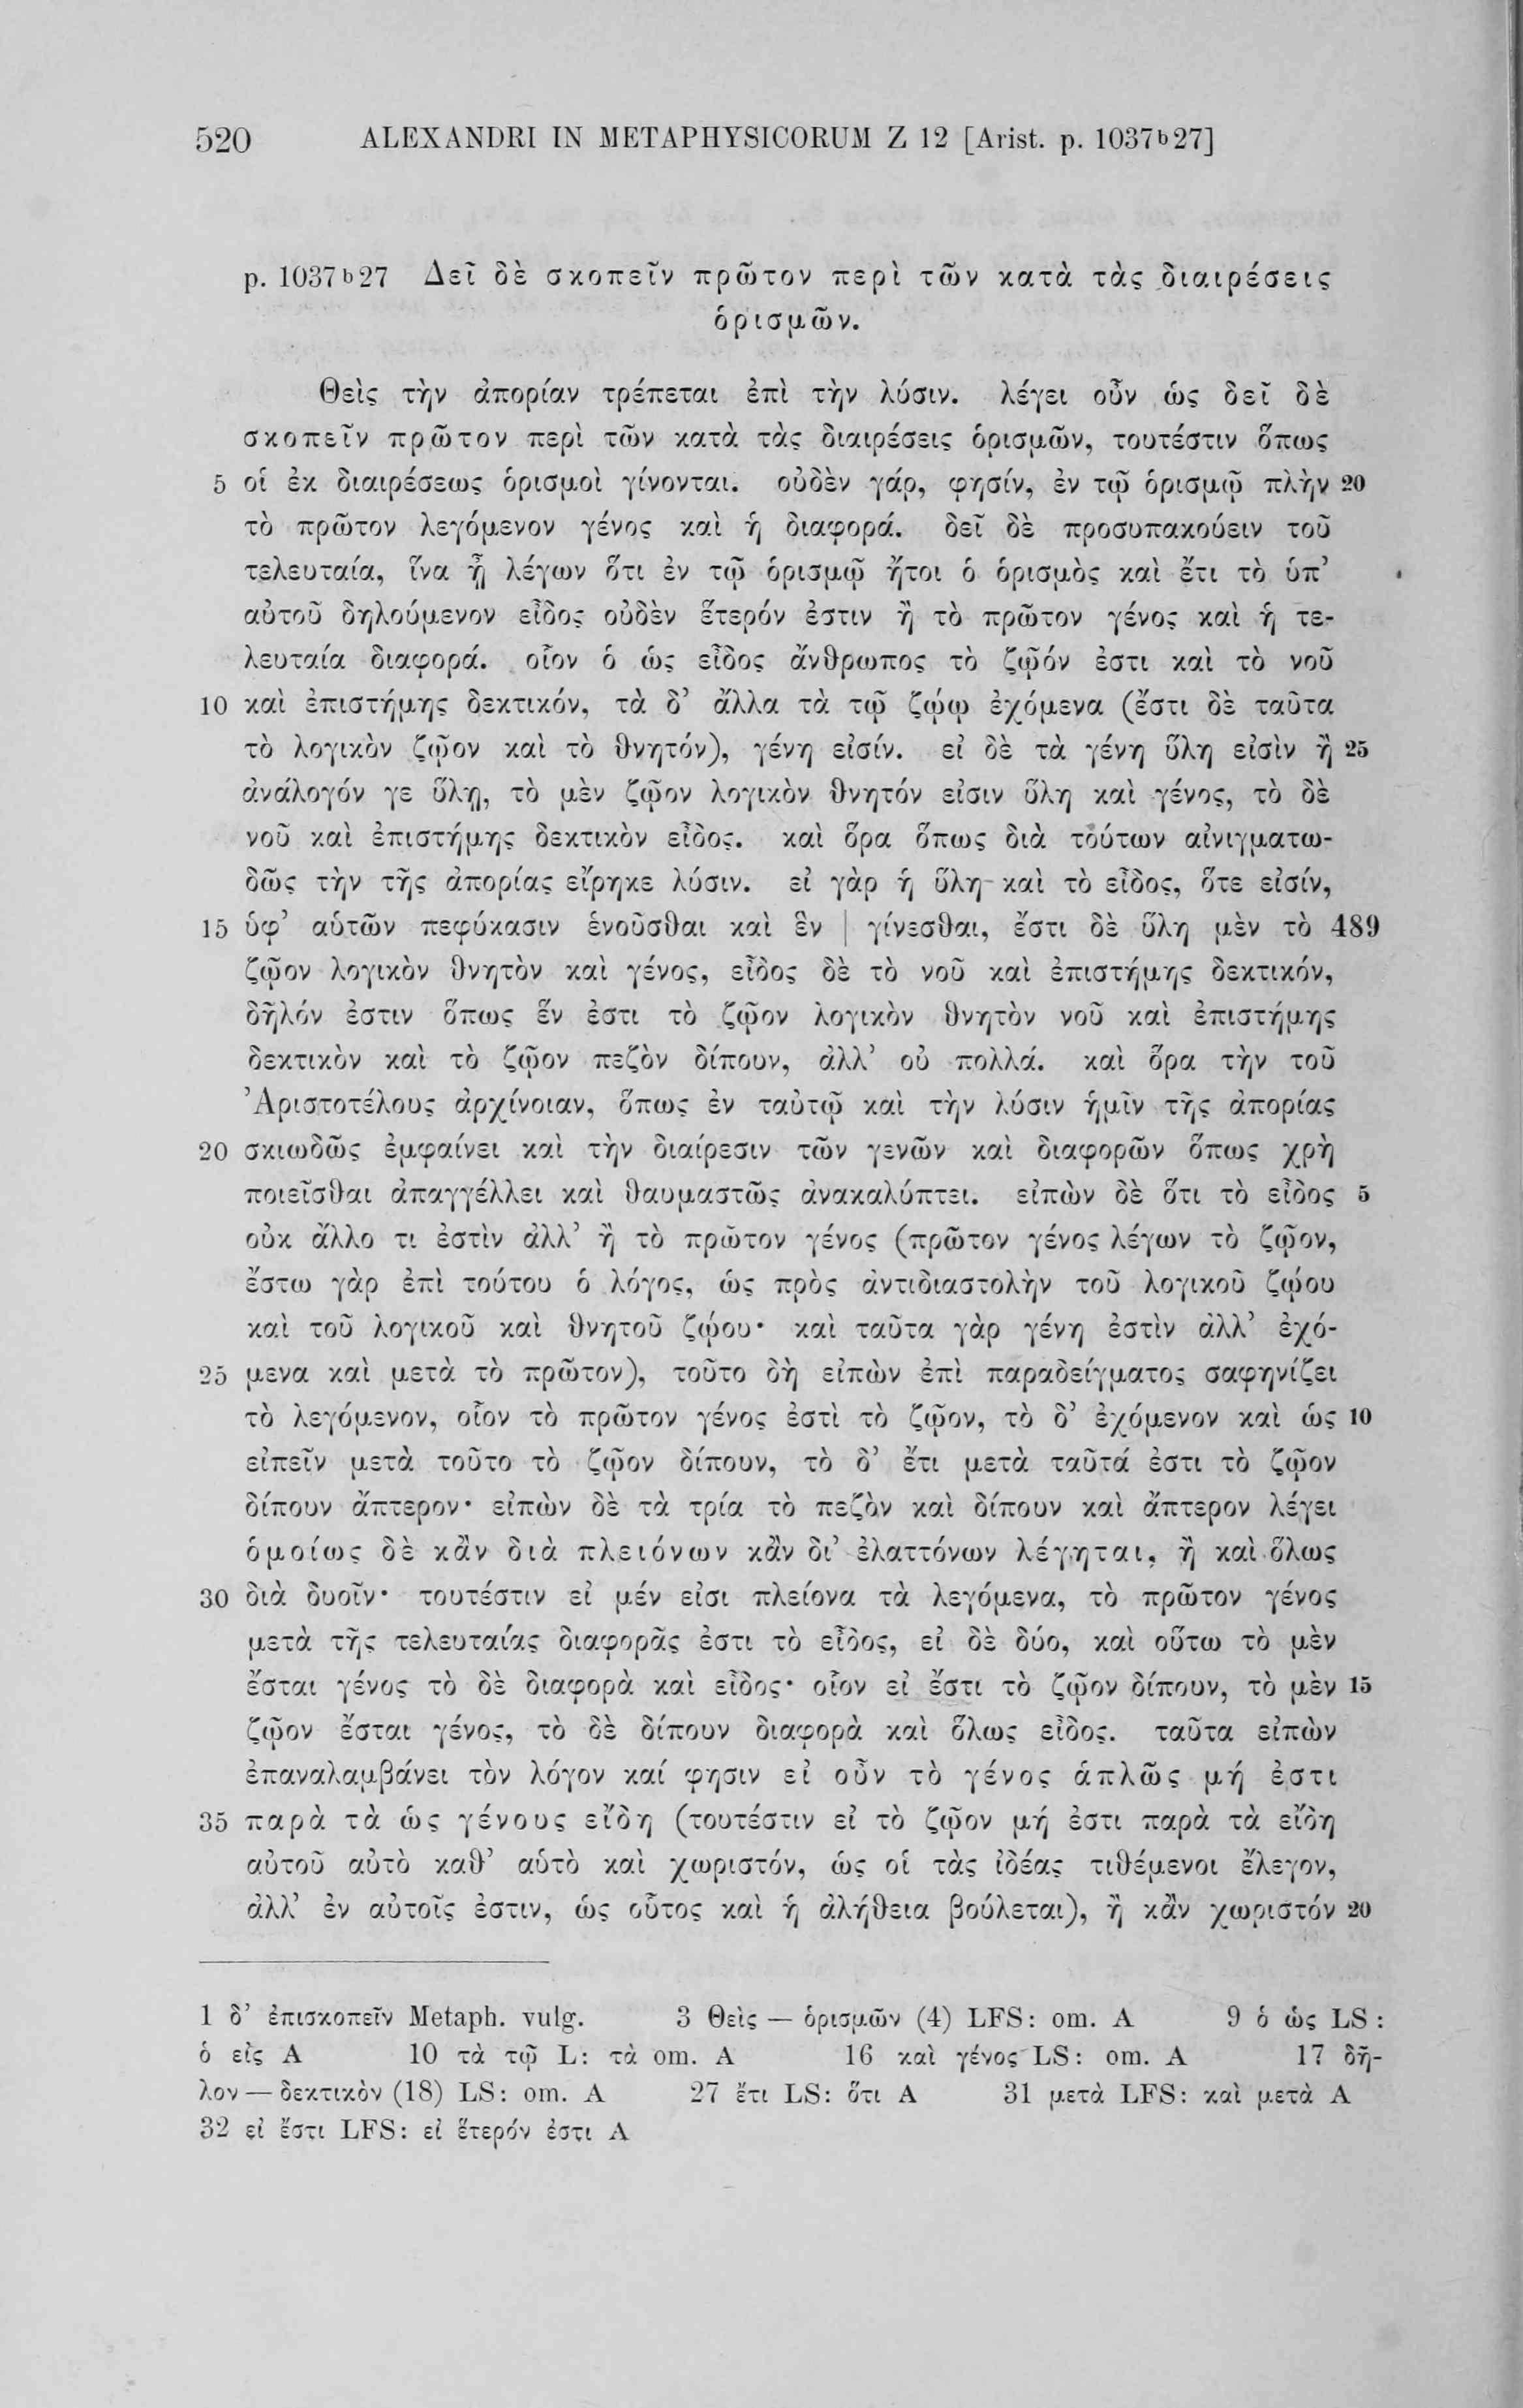 520 ALEXANDRI IN METAPHYSICORUM Z 12 [Arist. p. 1037ᵇ27]
p. 1037ᵇ27 Δεῖ δὲ σκοπεῖν πρῶτον περὶ τῶν κατὰ τὰς διαιρέσεις
ὁρισμῶν.
Θεὶς τὴν ἀπορίαν τρέπεται ἐπὶ τὴν λύσιν. λέγει οὖν ὡς δεῖ δὲ
σκοπεῖν πρῶτον περὶ τῶν κατὰ τὰς διαιρέσεις ὁρισμῶν, τουτέστιν ὅπως
5 οἱ ἐκ διαιρέσεως ὁρισμοὶ γίνονται. οὐδὲν γάρ, φησίν, ἐν τῷ ὁρισμῷ πλὴν 20
τὸ πρῶτον λεγόμενον γένος καὶ ἡ διαφορά. δεῖ δὲ προσυπακούειν τοῦ
τελευταία, ἵνα ᾖ λέγων ὅτι ἐν τῷ ὁρισμῷ ἤτοι ὁ ὁρισμὸς καὶ ἔτι τὸ ὑπ’
αὐτοῦ δηλούμενον εἶδος οὐδὲν ἕτερόν ἐστιν ἢ τὸ πρῶτον γένος καὶ ἡ τε-
λευταία διαφορά. οἷον ὁ ὡς εἶδος ἄνθρωπος τὸ ζῷόν ἐστι καὶ τὸ νοῦ
10 καὶ ἐπιστήμης δεκτικόν, τὰ δ’ ἄλλα τὰ τῷ ζῴῳ ἐχόμενα (ἔστι δὲ ταῦτα
τὸ λογικὸν ζῷον καὶ τὸ θνητόν), γένη εἰσίν. εἰ δὲ τὰ γένη ὕλη εἰσὶν ἢ 25
ἀνάλογόν γε ὕλῃ, τὸ μὲν ζῷον λογικὸν θνητόν εἰσιν ὕλη καὶ γένος, τὸ δὲ
νοῦ καὶ ἐπιστήμης δεκτικὸν εἶδος. καὶ ὅρα ὅπως διὰ τούτων αἰνιγματω-
δῶς τὴν τῆς ἀπορίας εἴρηκε λύσιν. εἰ γὰρ ἡ ὕλη καὶ τὸ εἶδος, ὅτε εἰσίν,
15 ὑφ’ αὑτῶν πεφύκασιν ἑνοῦσθαι καὶ ἓν | γίνεσθαι, ἔστι δὲ ὕλη μὲν τὸ 489
ζῷον λογικὸν θνητὸν καὶ γένος, εἶδος δὲ τὸ νοῦ καὶ ἐπιστήμης δεκτικόν,
δῆλόν ἐστιν ὅπως ἕν ἐστι τὸ ζῷον λογικὸν θνητὸν νοῦ καὶ ἐπιστήμης
δεκτικὸν καὶ τὸ ζῷον πεζὸν δίπουν, ἀλλ’ οὐ πολλά. καὶ ὅρα τὴν τοῦ
Ἀριστοτέλους ἀρχίνοιαν, ὅπως ἐν ταὐτῷ καὶ τὴν λύσιν ἡμῖν τῆς ἀπορίας
20 σκιωδῶς ἐμφαίνει καὶ τὴν διαίρεσιν τῶν γενῶν καὶ διαφορῶν ὅπως χρὴ
ποιεῖσθαι ἀπαγγέλλει καὶ θαυμαστῶς ἀνακαλύπτει. εἰπὼν δὲ ὅτι τὸ εἶδος 5
οὐκ ἄλλο τι ἐστὶν ἀλλ’ ἢ τὸ πρῶτον γένος (πρῶτον γένος λέγων τὸ ζῷον,
ἔστω γὰρ ἐπὶ τούτου ὁ λόγος, ὡς πρὸς ἀντιδιαστολὴν τοῦ λογικοῦ ζῴου
καὶ τοῦ λογικοῦ καὶ θνητοῦ ζῴου· καὶ ταῦτα γὰρ γένη ἐστὶν ἀλλ’ ἐχό-
25 μενα καὶ μετὰ τὸ πρῶτον), τοῦτο δὴ εἰπὼν ἐπὶ παραδείγματος σαφηνίζει
τὸ λεγόμενον, οἷον τὸ πρῶτον γένος ἐστὶ τὸ ζῷον, τὸ δ’ ἐχόμενον καὶ ὡς 10
εἰπεῖν μετὰ τοῦτο τὸ ζῷον δίπουν, τὸ δ’ ἔτι μετὰ ταῦτά ἐστι τὸ ζῷον
δίπουν ἄπτερον· εἰπὼν δὲ τὰ τρία τὸ πεζὸν καὶ δίπουν καὶ ἄπτερον λέγει
ὁμοίως δὲ κἂν διὰ πλειόνων κἂν δι’ ἐλαττόνων λέγηται, ἢ καὶ ὅλως
30 διὰ δυοῖν· τουτέστιν εἰ μέν εἰσι πλείονα τὰ λεγόμενα, τὸ πρῶτον γένος
μετὰ τῆς τελευταίας διαφορᾶς ἐστι τὸ εἶδος, εἰ δὲ δύο, καὶ οὕτω τὸ μὲν
ἔσται γένος τὸ δὲ διαφορὰ καὶ εἶδος· οἷον εἰ ἔστι τὸ ζῷον δίπουν, τὸ μὲν 15
ζῷον ἔσται γένος, τὸ δὲ δίπουν διαφορὰ καὶ ὅλως εἶδος. ταῦτα εἰπὼν
ἐπαναλαμβάνει τὸν λόγον καί φησιν εἰ οὖν τὸ γένος ἁπλῶς μή ἐστι
35 παρὰ τὰ ὡς γένους εἴδη (τουτέστιν εἰ τὸ ζῷον μή ἐστι παρὰ τὰ εἴδη
αὐτοῦ αὐτὸ καθ’ αὑτὸ καὶ χωριστόν, ὡς οἱ τὰς ἰδέας τιθέμενοι ἔλεγον,
ἀλλ’ ἐν αὐτοῖς ἐστιν, ὡς οὗτος καὶ ἡ ἀλήθεια βούλεται), ἢ κἂν χωριστόν 20
1 δ’ ἐπισκοπεῖν Metaph. vulg. 3 Θεὶς — ὁρισμῶν (4) LFS: om. A 9 ὁ ὡς LS :
ὁ εἷς A 10 τὰ τῷ L: τὰ om. A 16 καὶ γένος LS: om. A 17 δῆ-
λον — δεκτικὸν (18) LS: om. A 27 ἔτι LS: ὅτι A 31 μετὰ LFS: καὶ μετὰ A
32 εἰ ἔστι LFS: εἰ ἕτερόν ἐστι A